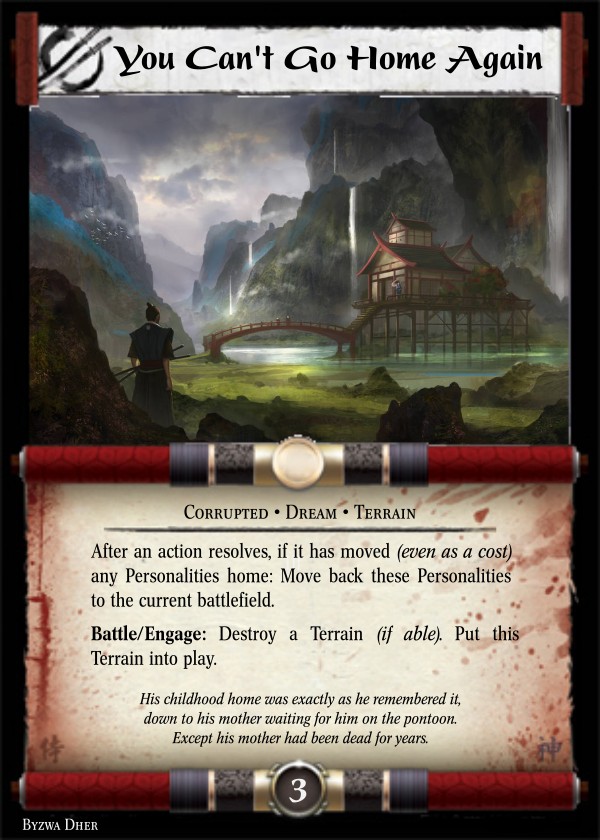 You Can't Go Home Again
Corrupted • Dream • Terrain
After an action resolves, if it has moved (even as a cost)
any Personalities home: Move back these Personalities
to the current battlefield.
Battle/Engage: Destroy a Terrain (if able). Put this
Terrain into play.
His childhood home was exactly as he remembered it,
down to his mother waiting for him on the pontoon.
Except his mother had been dead for years.
侍
神
3
Byzwa Dher